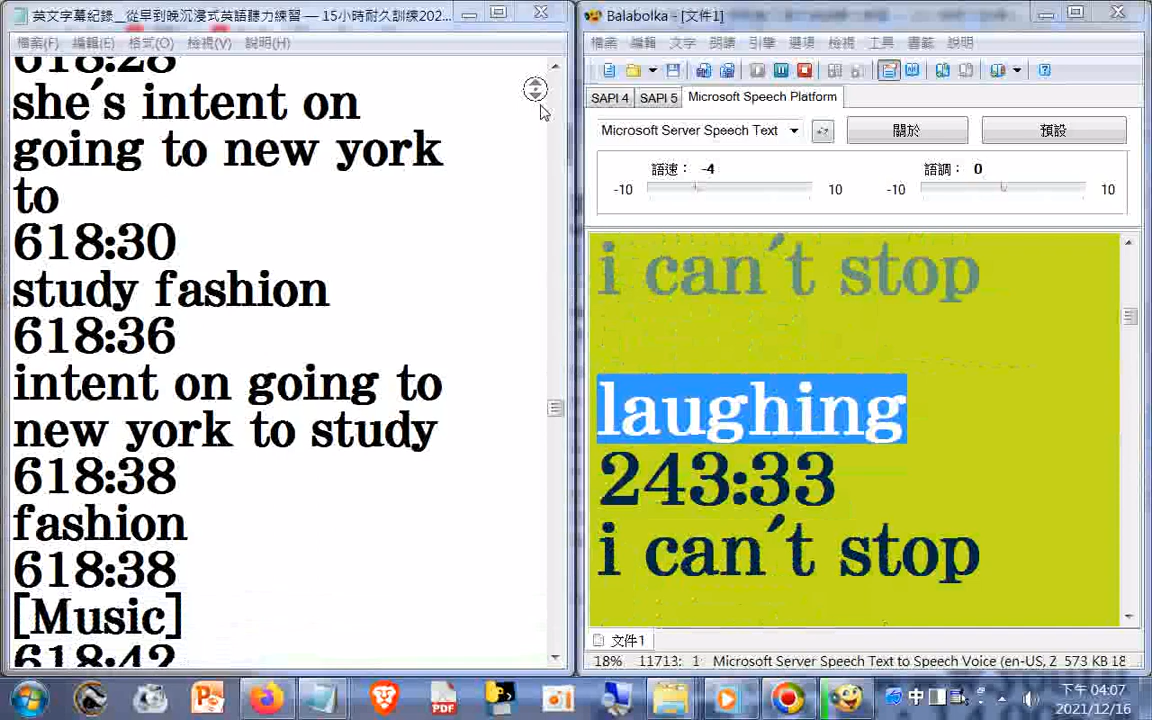 英文字幕紀錄__從早到晚沉浸式英語聽力練習 — 15小時耐久訓練202...
檔案(F) 編輯(E) 格式(O) 檢視(V) 說明(H)
618:28
she´s intent on
going to new york
to
618:30
study fashion
618:36
intent on going to
new york to study
618:38
fashion
618:38
[Music]
618:42
Balabolka - [文件1]
檔案 編輯 文字 朗讀 引擎 選項 檢視 工具 書籤 說明
SAPI 4 SAPI 5 Microsoft Speech Platform
Microsoft Server Speech Text 關於 預設
語速： -4 語調： 0
-10 10 -10 10
i can´t stop
laughing
243:33
i can´t stop
文件1
18% 11713: 1 Microsoft Server Speech Text to Speech Voice (en-US, 2 573 KB 18
中
下午 04:07
2021/12/16